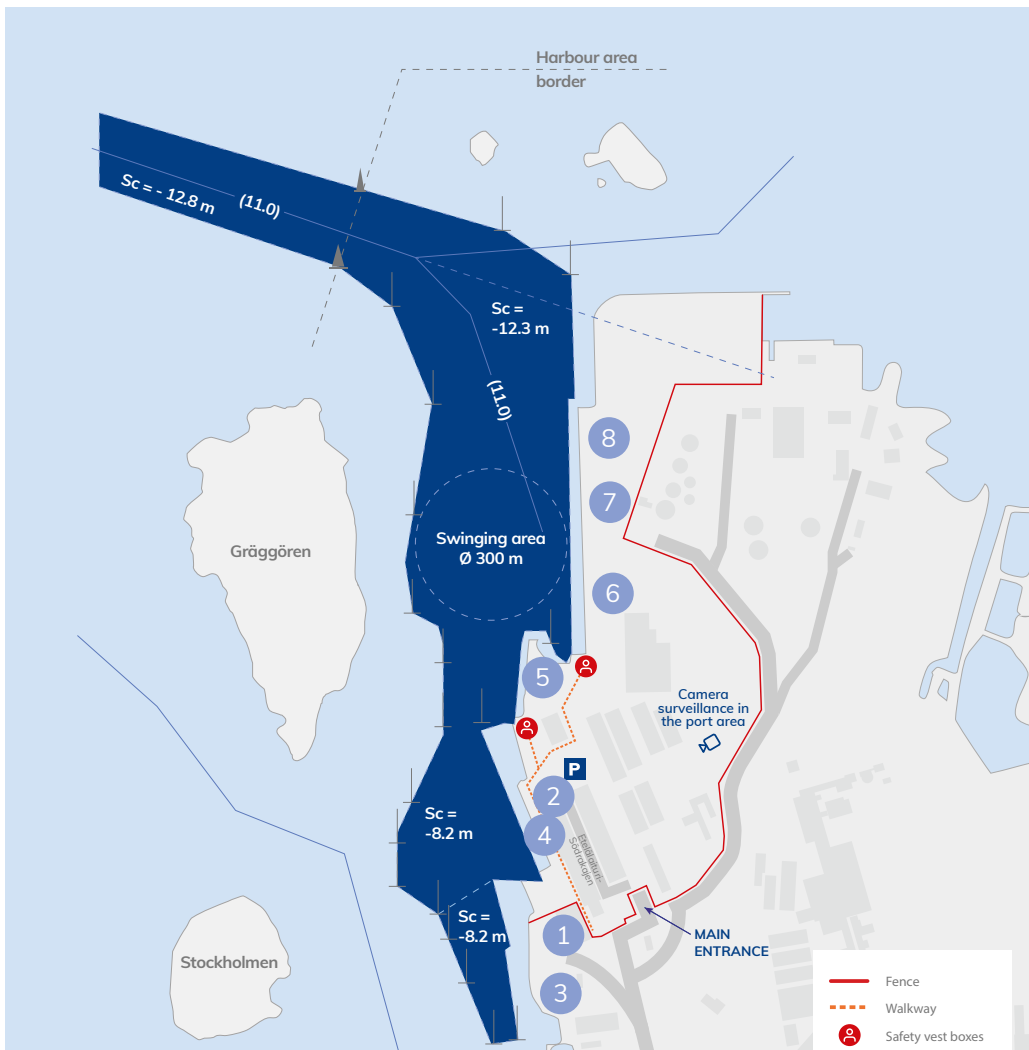 Harbour area
border
Sc = - 12.8 m
(11.0)
Sc =
-12.3 m
(11.0)
8
7
Gräggören
Swinging area
Ø 300 m
6
5
Camera
surveillance in
the port area
P
2
Sc =
-8.2 m
4
Etelälaituri-
Södrakajen
Sc =
-8.2 m
1
MAIN
ENTRANCE
Stockholmen
3
Fence
Walkway
Safety vest boxes